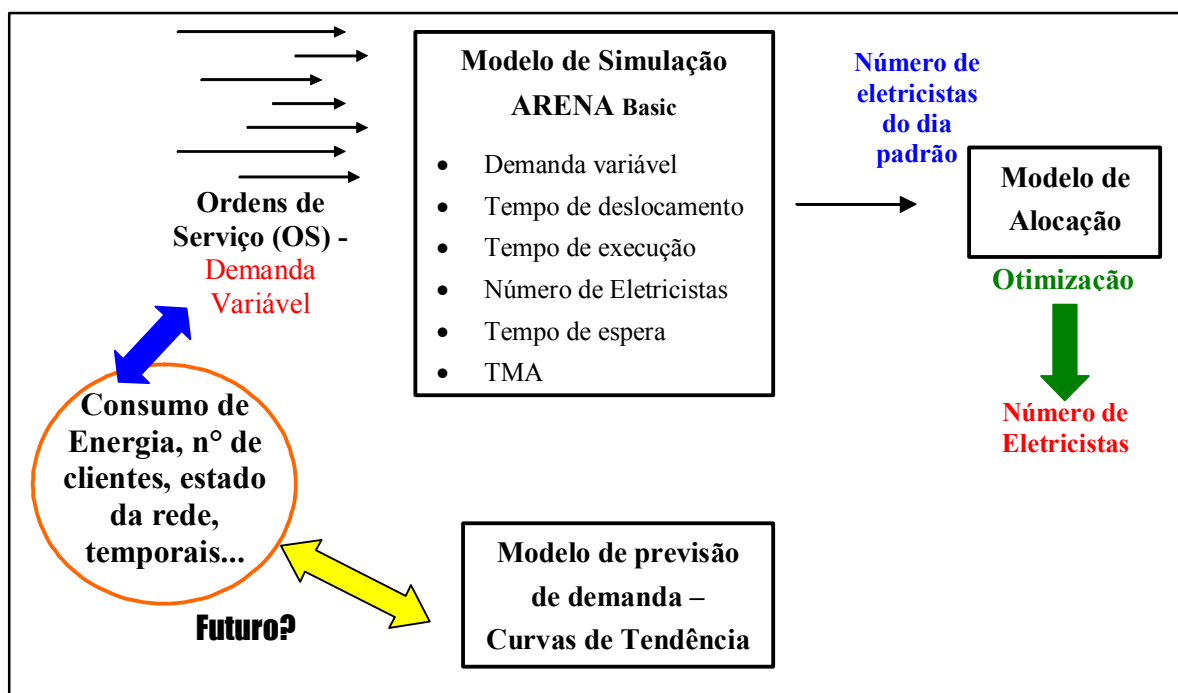 Ordens de
Serviço (OS) -
Demanda
Variável
Modelo de Simulação
ARENA Basic
• Demanda variável
• Tempo de deslocamento
• Tempo de execução
• Número de Eletricistas
• Tempo de espera
• TMA
Número de
eletricistas
do dia
padrão
Modelo de
Alocação
Otimização
Número de
Eletricistas
Consumo de
Energia, n° de
clientes, estado
da rede,
temporais...
Futuro?
Modelo de previsão
de demanda –
Curvas de Tendência